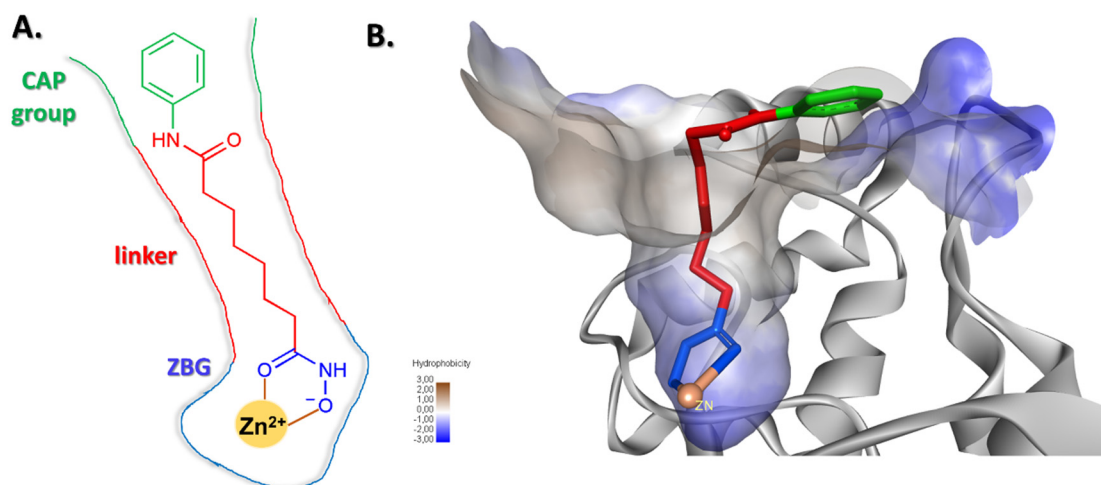 A.
CAP
group
HN
O
linker
ZBG
O
NH
−
O
Zn2+
B.
Hydrophobicity
3,00
2,00
1,00
0,00
-1,00
-2,00
-3,00
ZN